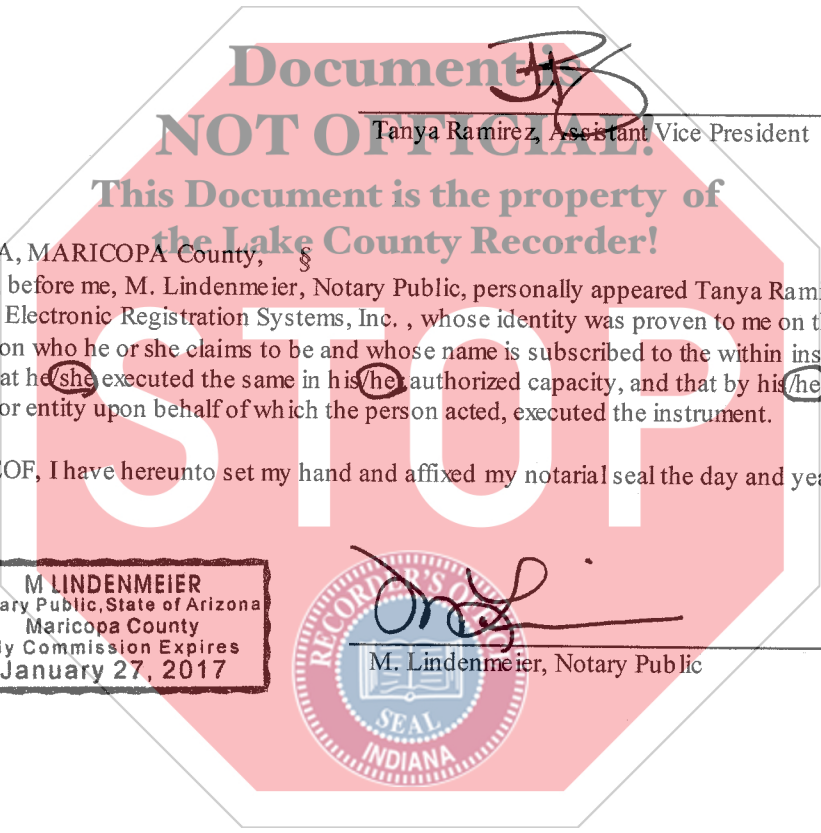 Document is
NOT OFFICIAL!
Tanya Ramirez, Assistant Vice President
This Document is the property of
the Lake County Recorder!
A, MARICOPA County, §
before me, M. Lindenmeier, Notary Public, personally appeared Tanya Rami
Electronic Registration Systems, Inc. , whose identity was proven to me on t
on who he or she claims to be and whose name is subscribed to the within ins
at he/she executed the same in his/her authorized capacity, and that by his/he
or entity upon behalf of which the person acted, executed the instrument.
OF, I have hereunto set my hand and affixed my notarial seal the day and yea
STOP
M LINDENMEIER
ary Public, State of Arizona
Maricopa County
y Commission Expires
January 27, 2017
RECORDER'S OFFICE
SEAL
INDIANA
M. Lindenmeier, Notary Public